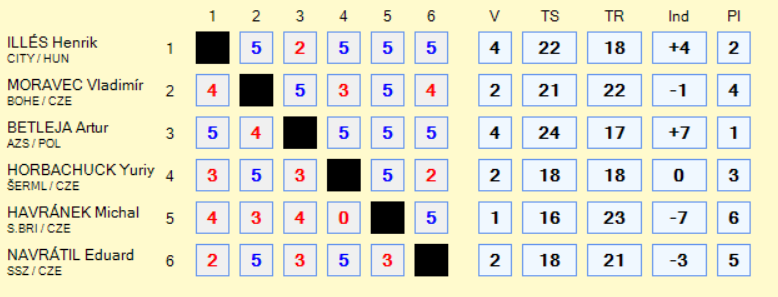 1 2 3 4 5 6 V TS TR Ind Pl
ILLÉS Henrik 1 5 2 5 5 5 4 22 18 +4 2
CITY / HUN
MORAVEC Vladimír 2 4 5 3 5 4 2 21 22 -1 4
BOHE / CZE
BETLEJA Artur 3 5 4 5 5 5 4 24 17 +7 1
AZS / POL
HORBACHUCK Yuriy 4 3 5 3 5 2 2 18 18 0 3
ŠERML / CZE
HAVRÁNEK Michal 5 4 3 4 0 5 1 16 23 -7 6
S.BRI / CZE
NAVRÁTIL Eduard 6 2 5 3 5 3 2 18 21 -3 5
SSZ / CZE